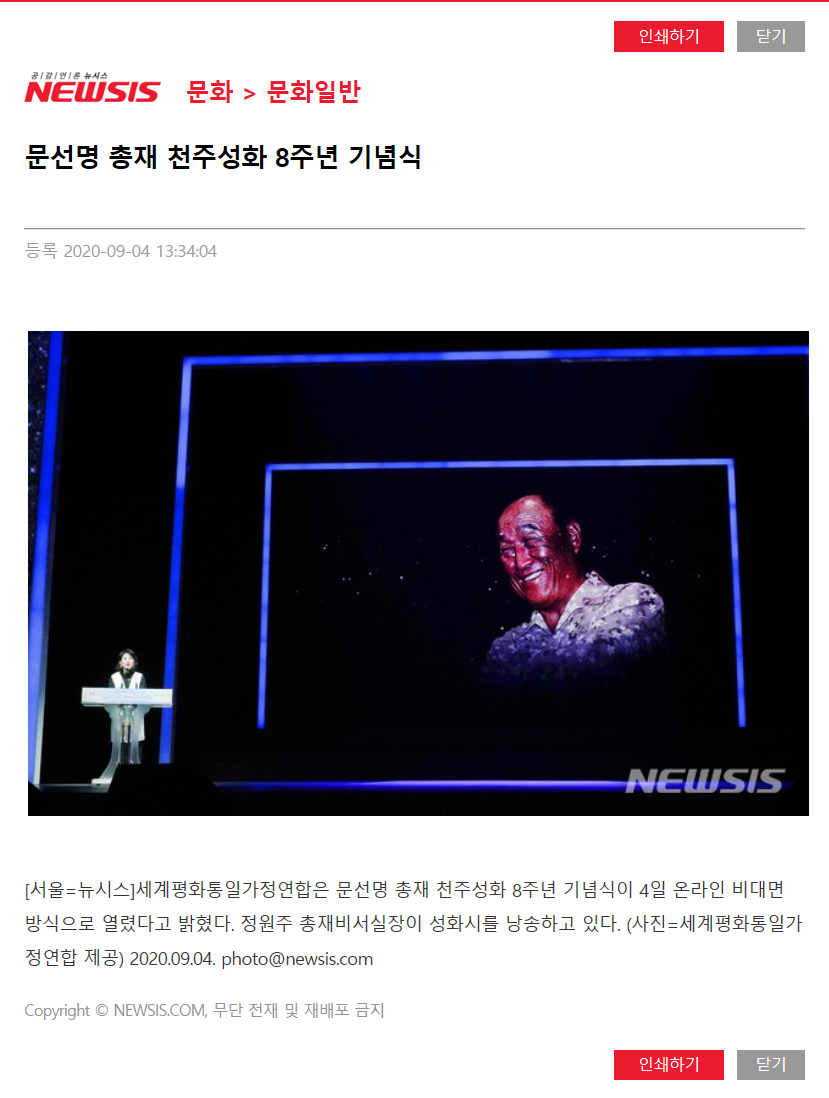 인쇄하기 닫기
공|감|언|론 뉴시스
NEWSIS 문화 > 문화일반
문선명 총재 천주성화 8주년 기념식
등록 2020-09-04 13:34:04
NEWSIS
[서울=뉴시스]세계평화통일가정연합은 문선명 총재 천주성화 8주년 기념식이 4일 온라인 비대면
방식으로 열렸다고 밝혔다. 정원주 총재비서실장이 성화시를 낭송하고 있다. (사진=세계평화통일가
정연합 제공) 2020.09.04. photo@newsis.com
Copyright © NEWSIS.COM, 무단 전재 및 재배포 금지
인쇄하기 닫기